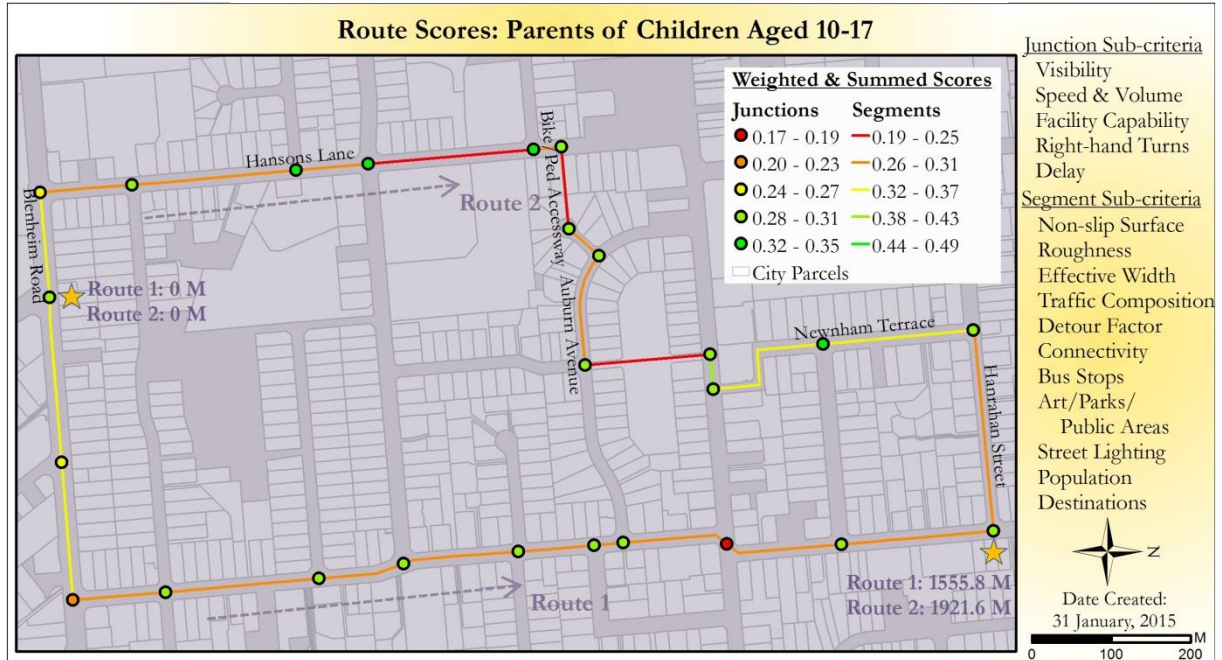 Route Scores: Parents of Children Aged 10-17
Weighted & Summed Scores
Junctions Segments
0.17 - 0.19 0.19 - 0.25
0.20 - 0.23 0.26 - 0.31
0.24 - 0.27 0.32 - 0.37
0.28 - 0.31 0.38 - 0.43
0.32 - 0.35 0.44 - 0.49
City Parcels
Hansons Lane
Bike/Ped Accessway
Route 2
Blenheim Road
Route 1: 0 M
Route 2: 0 M
Auburn Avenue
Newnham Terrace
Hanrahan Street
Route 1
Route 1: 1555.8 M
Route 2: 1921.6 M
Junction Sub-criteria
Visibility
Speed & Volume
Facility Capability
Right-hand Turns
Delay
Segment Sub-criteria
Non-slip Surface
Roughness
Effective Width
Traffic Composition
Detour Factor
Connectivity
Bus Stops
Art/Parks/
Public Areas
Street Lighting
Population
Destinations
N
Date Created:
31 January, 2015
M
0 100 200